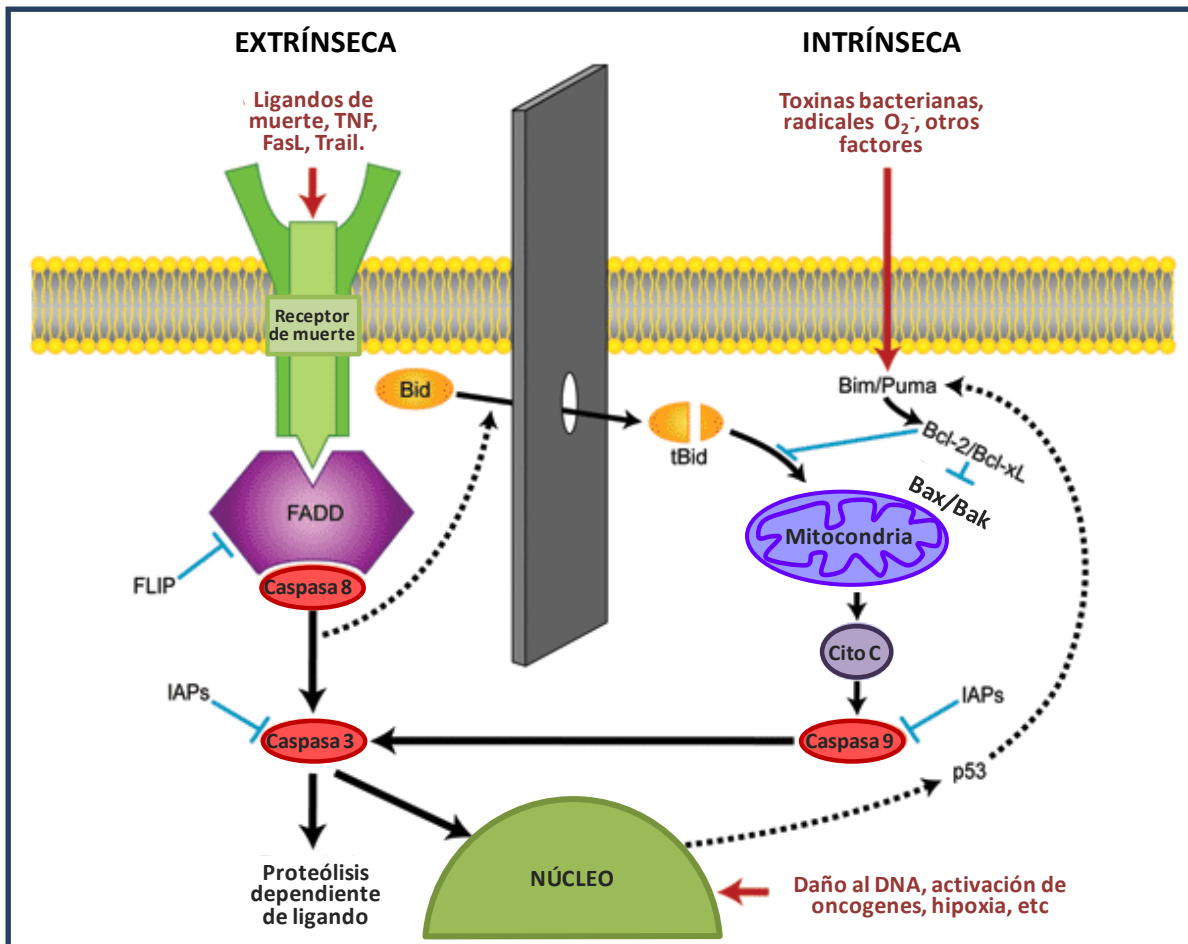 EXTRÍNSECA
INTRÍNSECA
Ligandos de
muerte, TNF,
FasL, Trail.
Toxinas bacterianas,
radicales O₂⁻, otros
factores
Receptor
de muerte
Bid
tBid
Bim/Puma
Bcl-2/Bcl-xL
Bax/Bak
FADD
Mitocondria
FLIP
Caspasa 8
Cito C
IAPs
IAPs
Caspasa 3
Caspasa 9
p53
Proteólisis
dependiente
de ligando
NÚCLEO
Daño al DNA, activación de
oncogenes, hipoxia, etc